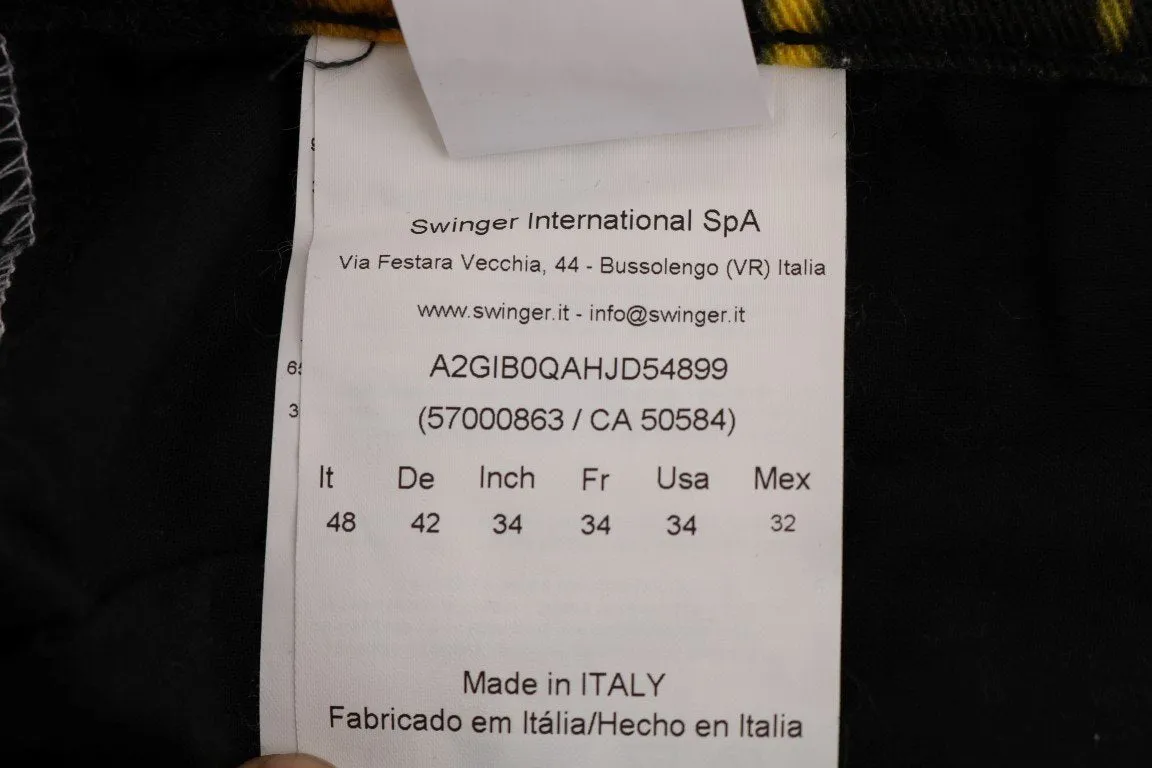 Swinger International SpA
Via Festara Vecchia, 44 - Bussolengo (VR) Italia
www.swinger.it - info@swinger.it
A2GIB0QAHJD54899
(57000863 / CA 50584)
It De Inch Fr Usa Mex
48 42 34 34 34 32
Made in ITALY
Fabricado em Itália/Hecho en Italia